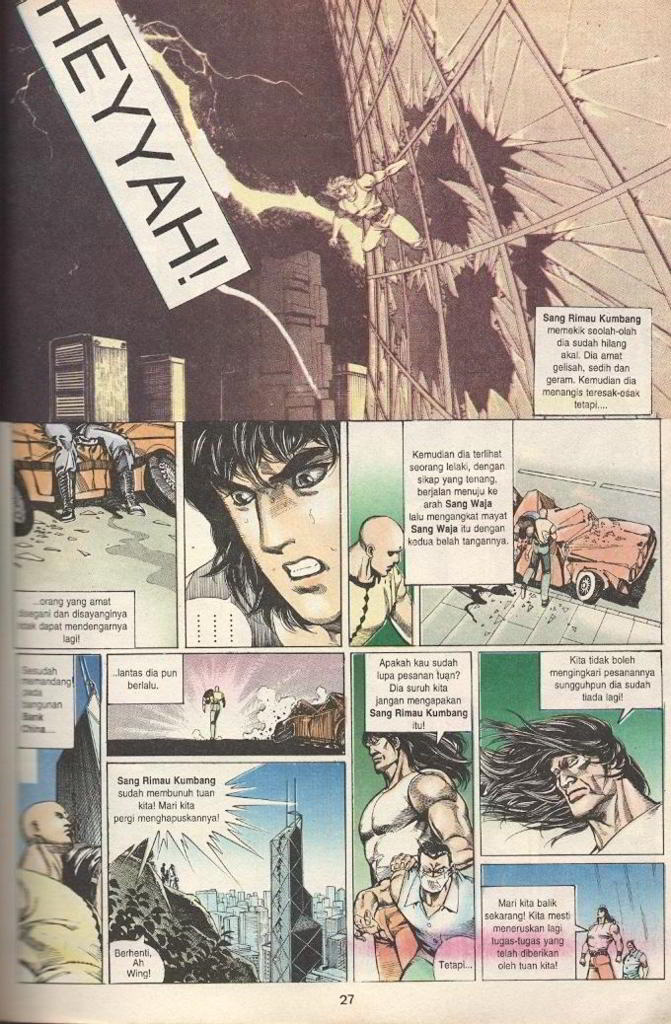 HEYYAH!
Sang Rimau Kumbang
memekik seolah-olah
dia sudah hilang
akal. Dia amat
gelisah, sedih dan
geram. Kemudian dia
menangis teresak-esak
tetapi....
...orang yang amat
disegani dan disayanginya
tidak dapat mendengarnya
lagi!
Kemudian dia terlihat
seorang lelaki, dengan
sikap yang tenang,
berjalan menuju ke
arah Sang Waja
lalu mengangkat mayat
Sang Waja itu dengan
kedua belah tangannya.
Sesudah
memandang
pada
bangunan
Bank
China....
..lantas dia pun
berlalu.
Sang Rimau Kumbang
sudah membunuh tuan
kita! Mari kita
pergi menghapuskannya!
Berhenti,
Ah
Wing!
Apakah kau sudah
lupa pesanan tuan?
Dia suruh kita
jangan mengapakan
Sang Rimau Kumbang
itu!
Tetapi...
Kita tidak boleh
mengingkari pesanannya
sungguhpun dia sudah
tiada lagi!
Mari kita balik
sekarang! Kita mesti
meneruskan lagi
tugas-tugas yang
telah diberikan
oleh tuan kita!
27